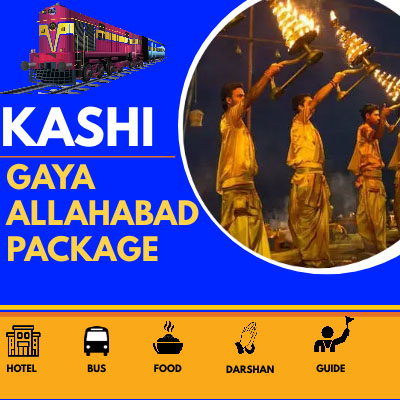 KASHI
GAYA
ALLAHABAD
PACKAGE
HOTEL BUS FOOD DARSHAN GUIDE